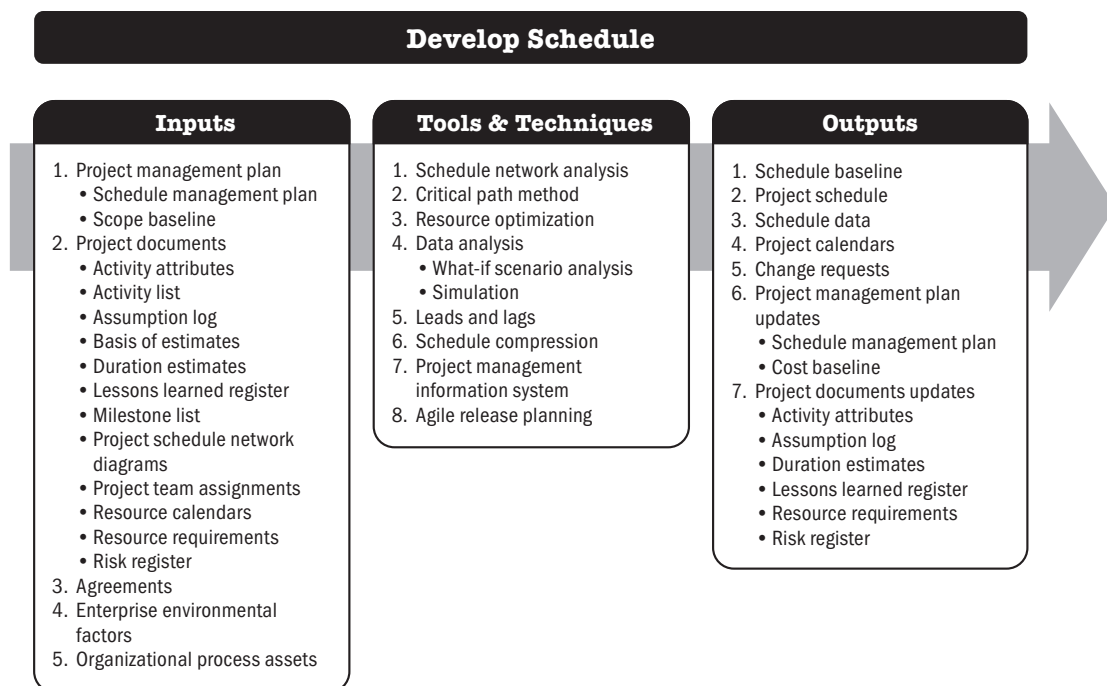 Develop Schedule
Inputs
1. Project management plan
• Schedule management plan
• Scope baseline
2. Project documents
• Activity attributes
• Activity list
• Assumption log
• Basis of estimates
• Duration estimates
• Lessons learned register
• Milestone list
• Project schedule network
diagrams
• Project team assignments
• Resource calendars
• Resource requirements
• Risk register
3. Agreements
4. Enterprise environmental
factors
5. Organizational process assets
Tools & Techniques
1. Schedule network analysis
2. Critical path method
3. Resource optimization
4. Data analysis
• What-if scenario analysis
• Simulation
5. Leads and lags
6. Schedule compression
7. Project management
information system
8. Agile release planning
Outputs
1. Schedule baseline
2. Project schedule
3. Schedule data
4. Project calendars
5. Change requests
6. Project management plan
updates
• Schedule management plan
• Cost baseline
7. Project documents updates
• Activity attributes
• Assumption log
• Duration estimates
• Lessons learned register
• Resource requirements
• Risk register